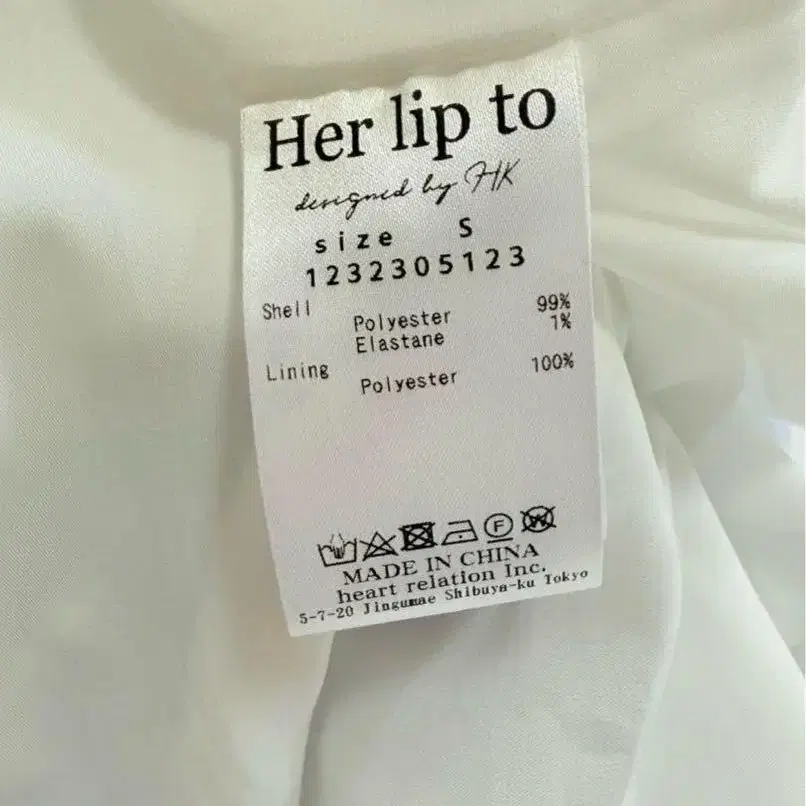 Her lip to
designed by HK
size S
1232305123
Shell
Polyester 99%
Elastane 1%
Lining
Polyester 100%
F
W
MADE IN CHINA
heart relation Inc.
5-7-20 Jingumae Shibuya-ku Tokyo